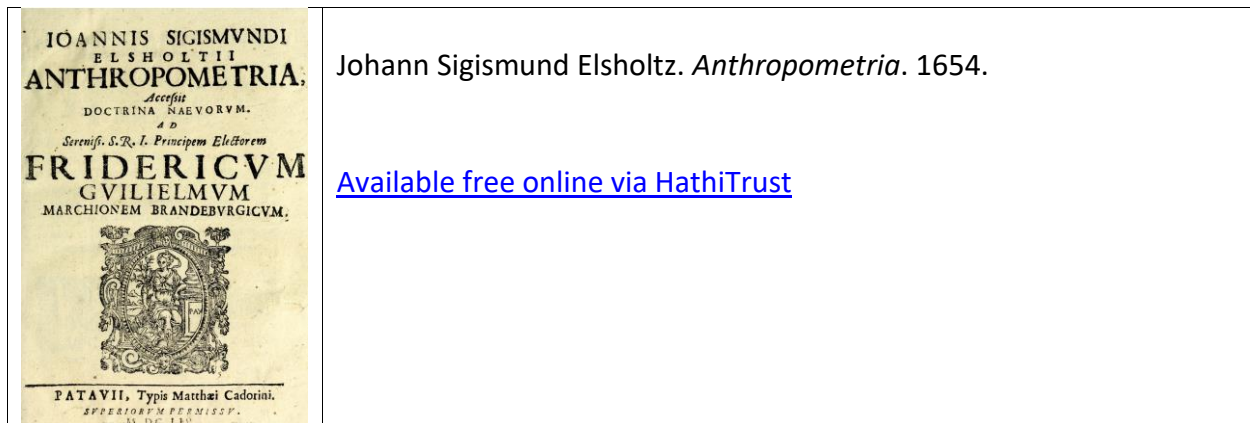 IOANNIS SIGISMVNDI
ELSHOLTII
ANTHROPOMETRIA,
Accessit
DOCTRINA NAEVORVM.
AD
Sereniss. S.R. I. Principem Electorem
FRIDERICVM
GVILIELMVM
MARCHIONEM BRANDEBVRGICVM.
PATAVII, Typis Matthæi Cadorini.
SVPERIORVM PERMISSV.
Johann Sigismund Elsholtz. Anthropometria. 1654.
Available free online via HathiTrust